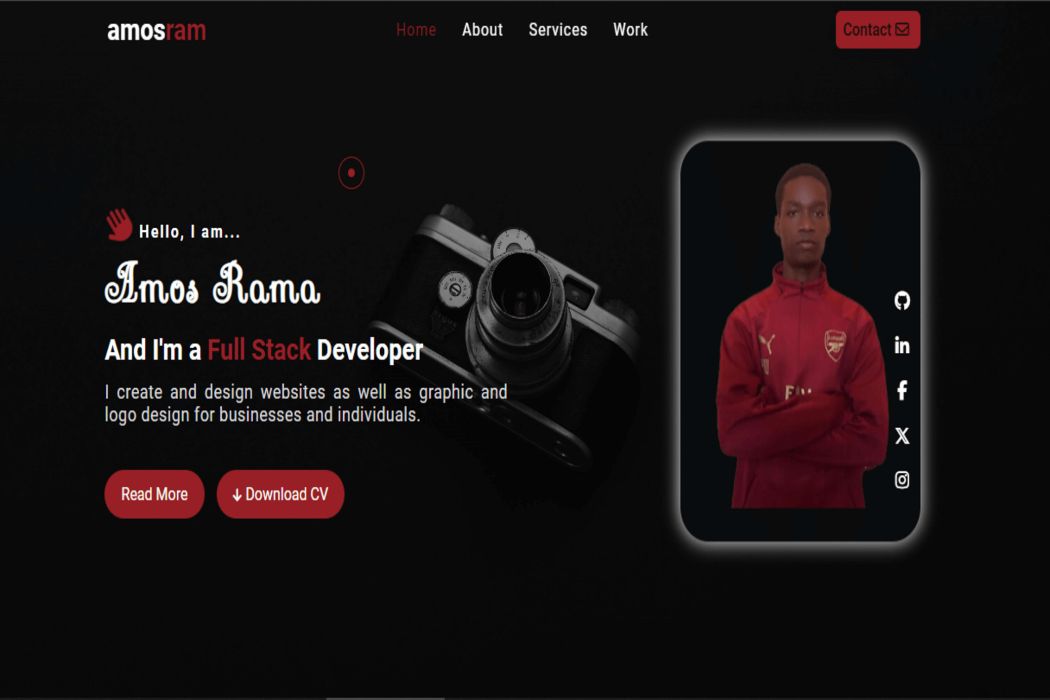 amosram
Home About Services Work
Contact
Hello, I am...
Amos Rama
And I'm a Full Stack Developer
I create and design websites as well as graphic and
logo design for businesses and individuals.
Read More
Download CV